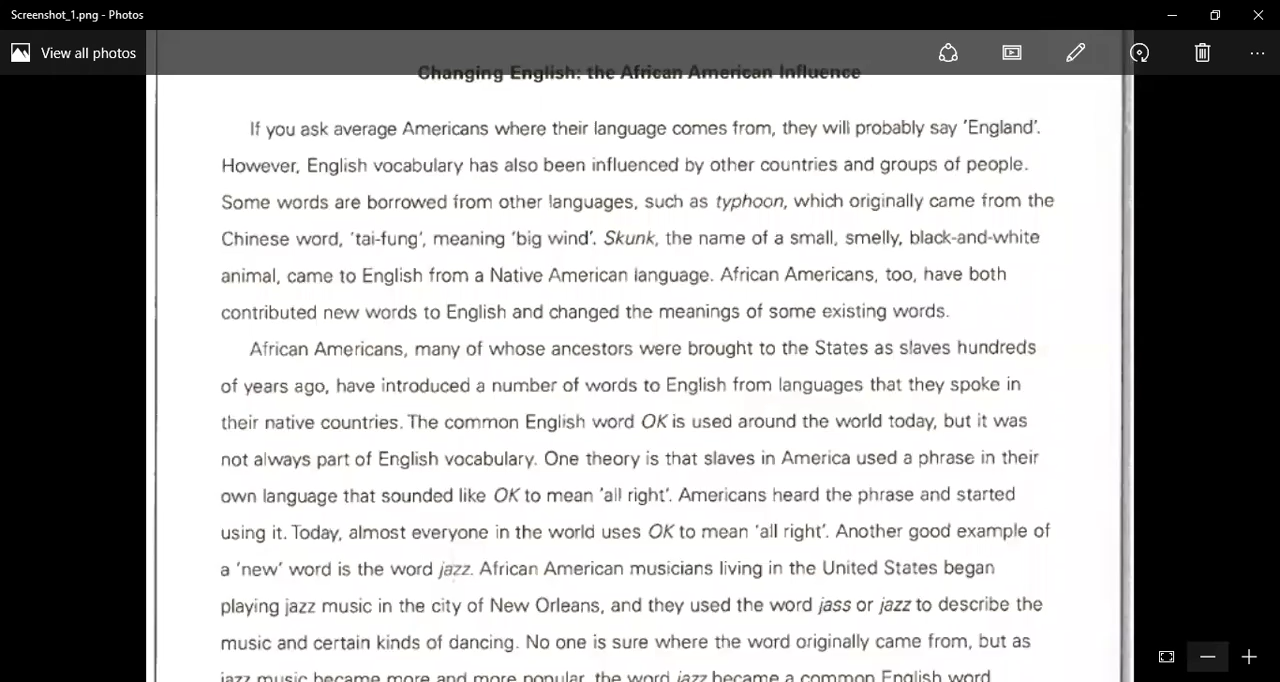 Screenshot_1.png - Photos
View all photos
Changing English: the African American Influence
If you ask average Americans where their language comes from, they will probably say 'England'.
However, English vocabulary has also been influenced by other countries and groups of people.
Some words are borrowed from other languages, such as typhoon, which originally came from the
Chinese word, 'tai-fung', meaning 'big wind'. Skunk, the name of a small, smelly, black-and-white
animal, came to English from a Native American language. African Americans, too, have both
contributed new words to English and changed the meanings of some existing words.
African Americans, many of whose ancestors were brought to the States as slaves hundreds
of years ago, have introduced a number of words to English from languages that they spoke in
their native countries. The common English word OK is used around the world today, but it was
not always part of English vocabulary. One theory is that slaves in America used a phrase in their
own language that sounded like OK to mean 'all right'. Americans heard the phrase and started
using it. Today, almost everyone in the world uses OK to mean 'all right'. Another good example of
a 'new' word is the word jazz. African American musicians living in the United States began
playing jazz music in the city of New Orleans, and they used the word jass or jazz to describe the
music and certain kinds of dancing. No one is sure where the word originally came from, but as
jazz music became more and more popular, the word jazz became a common English word